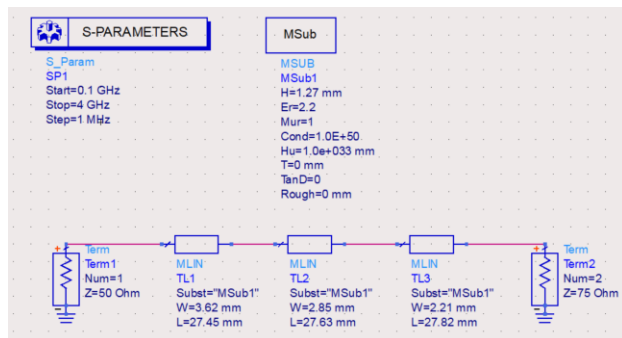 S-PARAMETERS
S_Param
SP1
Start=0.1 GHz
Stop=4 GHz
Step=1 MHz
MSub
MSUB
MSub1
H=1.27 mm
Er=2.2
Mur=1
Cond=1.0E+50
Hu=1.0e+033 mm
T=0 mm
TanD=0
Rough=0 mm
+
Term
Term1
Num=1
Z=50 Ohm
-
MLIN
TL1
Subst="MSub1"
W=3.62 mm
L=27.45 mm
MLIN
TL2
Subst="MSub1"
W=2.85 mm
L=27.63 mm
MLIN
TL3
Subst="MSub1"
W=2.21 mm
L=27.82 mm
+
Term
Term2
Num=2
Z=75 Ohm
-